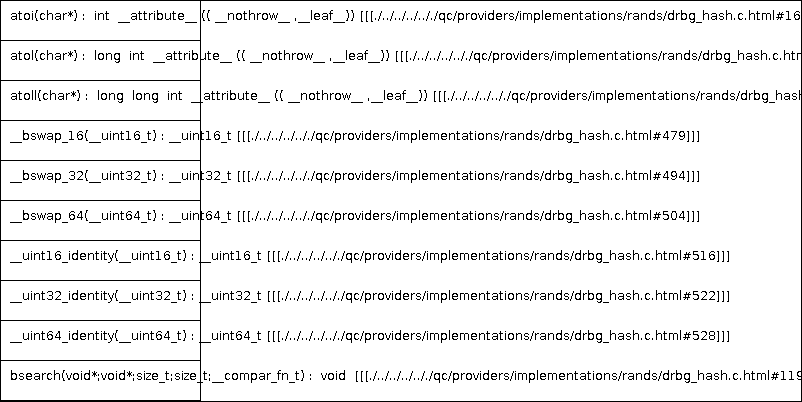 atoi(char*) : int __attribute__ (( __nothrow__ ,__leaf__)) [[[./../../../../qc/providers/implementations/rands/drbg_hash.c.html#16
atol(char*) : long int __attribute__ (( __nothrow__ ,__leaf__)) [[[./../../../../qc/providers/implementations/rands/drbg_hash.c.htm
atoll(char*) : long long int __attribute__ (( __nothrow__ ,__leaf__)) [[[./../../../../qc/providers/implementations/rands/drbg_hash
__bswap_16(__uint16_t) : __uint16_t [[[./../../../../qc/providers/implementations/rands/drbg_hash.c.html#479]]]
__bswap_32(__uint32_t) : __uint32_t [[[./../../../../qc/providers/implementations/rands/drbg_hash.c.html#494]]]
__bswap_64(__uint64_t) : __uint64_t [[[./../../../../qc/providers/implementations/rands/drbg_hash.c.html#504]]]
__uint16_identity(__uint16_t) : __uint16_t [[[./../../../../qc/providers/implementations/rands/drbg_hash.c.html#516]]]
__uint32_identity(__uint32_t) : __uint32_t [[[./../../../../qc/providers/implementations/rands/drbg_hash.c.html#522]]]
__uint64_identity(__uint64_t) : __uint64_t [[[./../../../../qc/providers/implementations/rands/drbg_hash.c.html#528]]]
bsearch(void*;void*;size_t;size_t;__compar_fn_t) : void [[[./../../../../qc/providers/implementations/rands/drbg_hash.c.html#119